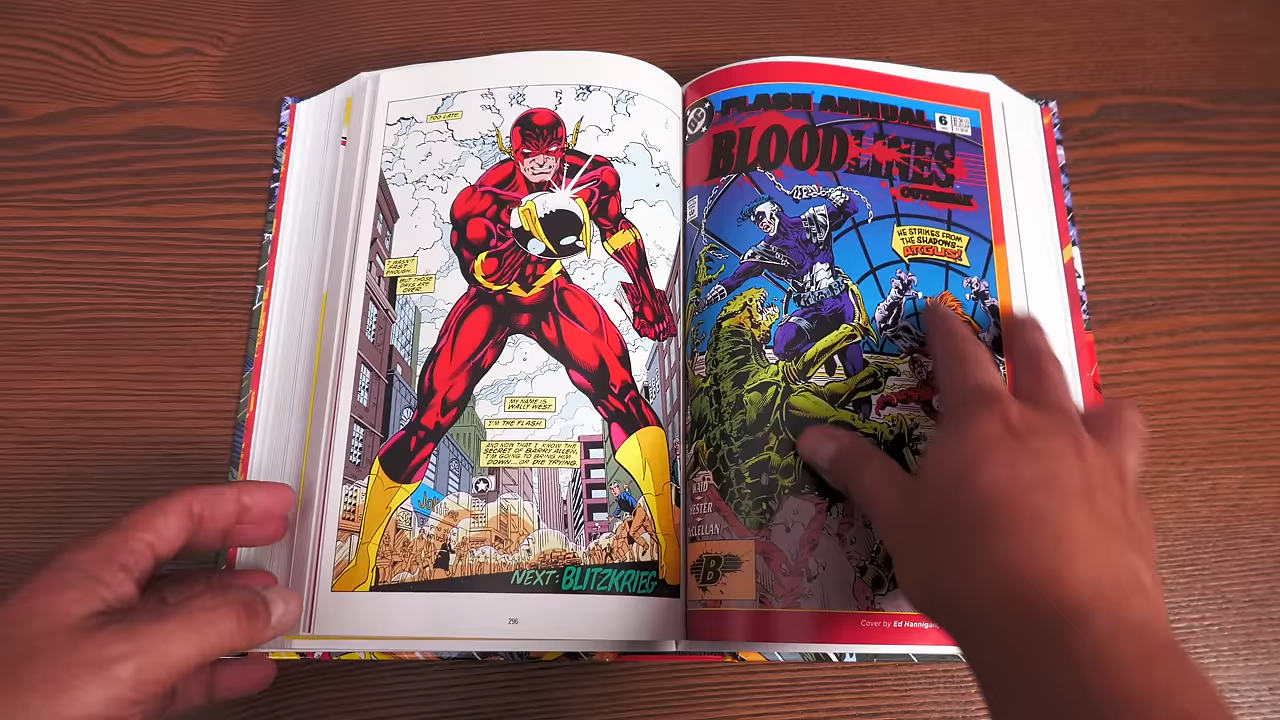 TOO LATE.
I WASN'T
FAST
ENOUGH.
BUT THOSE
DAYS ARE
OVER.
MY NAME IS
WALLY WEST.
I'M THE FLASH.
AND NOW THAT I KNOW THE
SECRET OF BARRY ALLEN,
I'M GOING TO BRING HIM
DOWN... OR DIE TRYING.
NEXT: BLITZKRIEG
296
DC
FLASH ANNUAL
6
BLOODLINES
OUTBREAK
HE STRIKES FROM
THE SHADOWS--
ARGUS!
WAID
B
Cover by Ed Hannigan